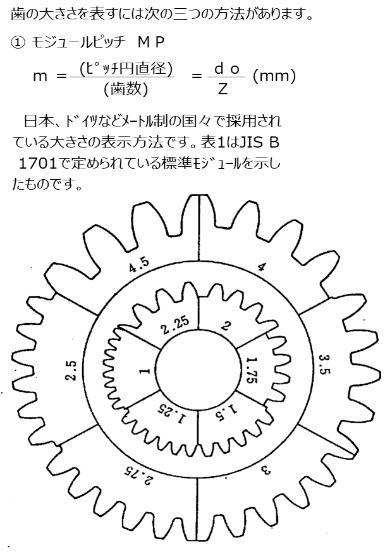 歯の大きさを表すには次の三つの方法があります。
① モジュールピッチ ＭＰ
ｍ ＝ (ﾋﾟｯﾁ円直径) / (歯数) ＝ ｄｏ / Ｚ (mm)
日本、ﾄﾞｲﾂなどﾒｰﾄﾙ制の国々で採用され
ている大きさの表示方法です。表1はJIS B
1701で定められている標準ﾓｼﾞｭｰﾙを示し
たものです。
4.5
4
2.25
2
2.5
1
1.75
3.5
1.25
1.5
2.75
3